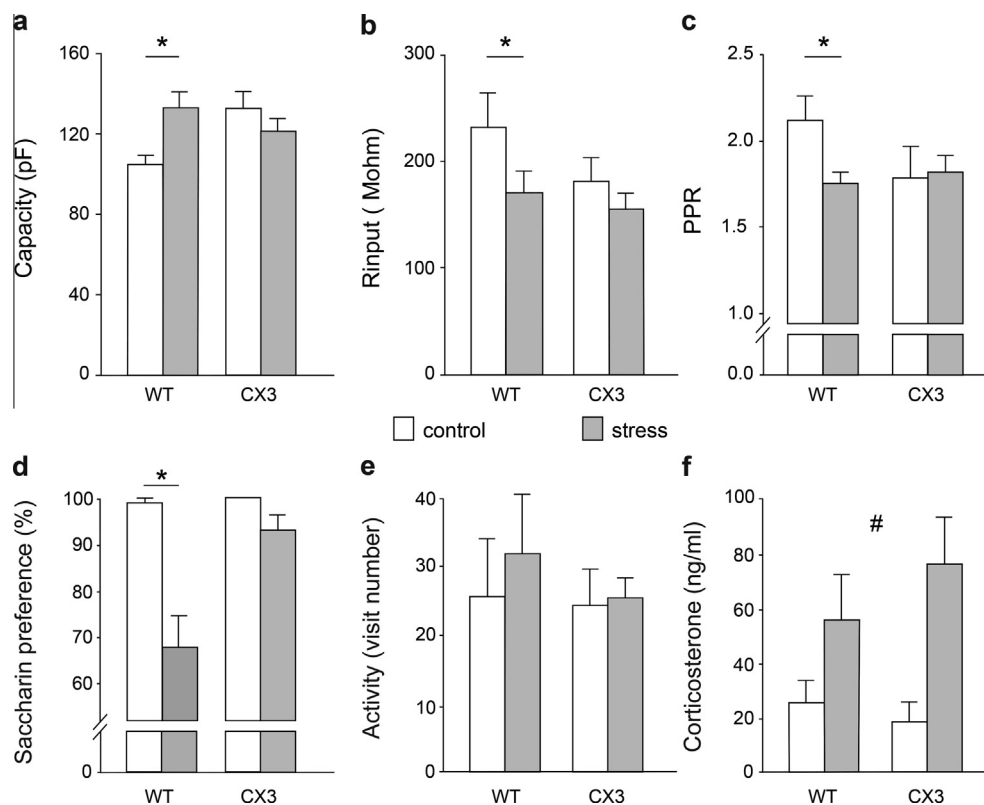 a
Capacity (pF)
160
120
80
40
0
*
WT
CX3
b
Rinput ( Mohm)
300
200
100
0
*
WT
CX3
c
PPR
2.5
2.0
1.5
1.0
0.0
*
WT
CX3
control
stress
d
Saccharin preference (%)
100
90
80
70
60
0
*
WT
CX3
e
Activity (visit number)
40
30
20
10
0
WT
CX3
f
Corticosterone (ng/ml)
100
80
60
40
20
0
#
WT
CX3